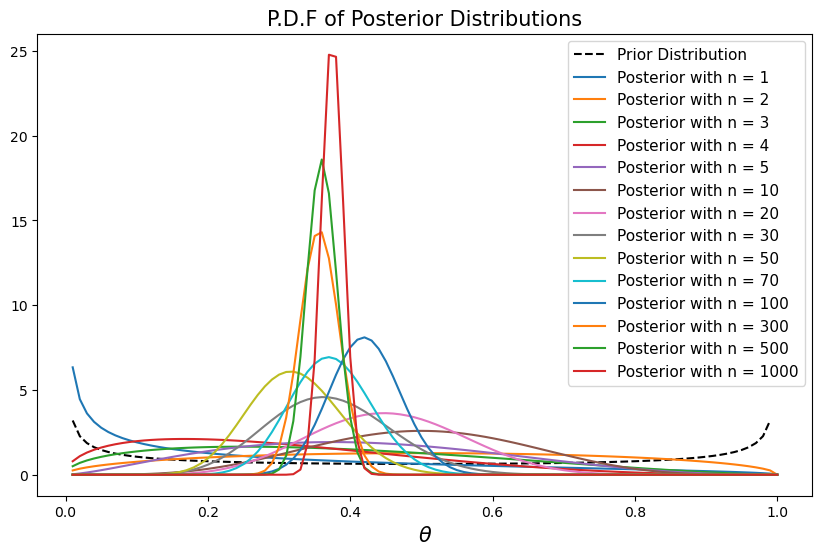 P.D.F of Posterior Distributions
25
20
15
10
5
0
0.0 0.2 0.4 0.6 0.8 1.0
θ
Prior Distribution
Posterior with n = 1
Posterior with n = 2
Posterior with n = 3
Posterior with n = 4
Posterior with n = 5
Posterior with n = 10
Posterior with n = 20
Posterior with n = 30
Posterior with n = 50
Posterior with n = 70
Posterior with n = 100
Posterior with n = 300
Posterior with n = 500
Posterior with n = 1000